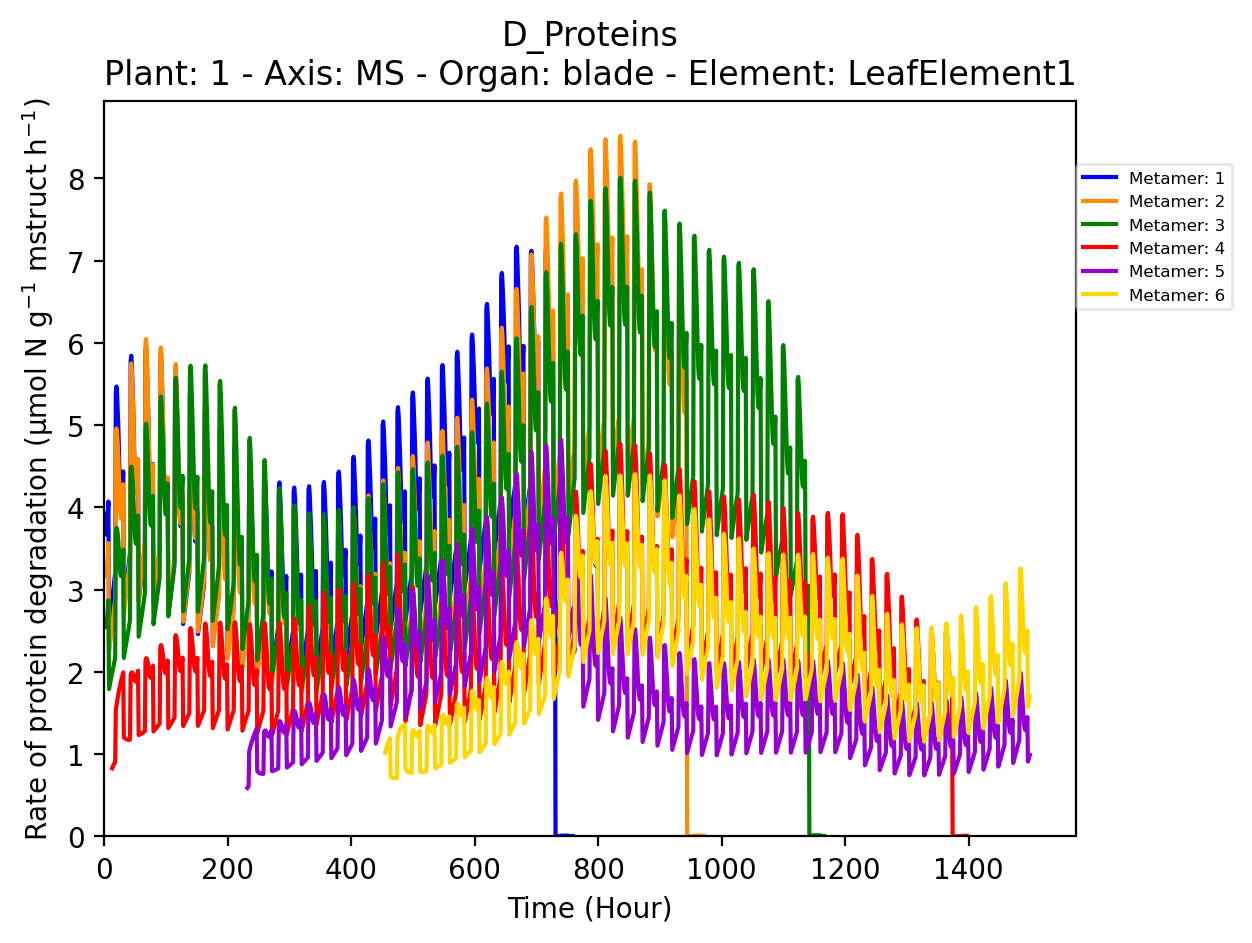 D_Proteins
Plant: 1 - Axis: MS - Organ: blade - Element: LeafElement1
Rate of protein degradation (µmol N g⁻¹ mstruct h⁻¹)
8
7
6
5
4
3
2
1
0
0 200 400 600 800 1000 1200 1400
Time (Hour)
Metamer: 1
Metamer: 2
Metamer: 3
Metamer: 4
Metamer: 5
Metamer: 6